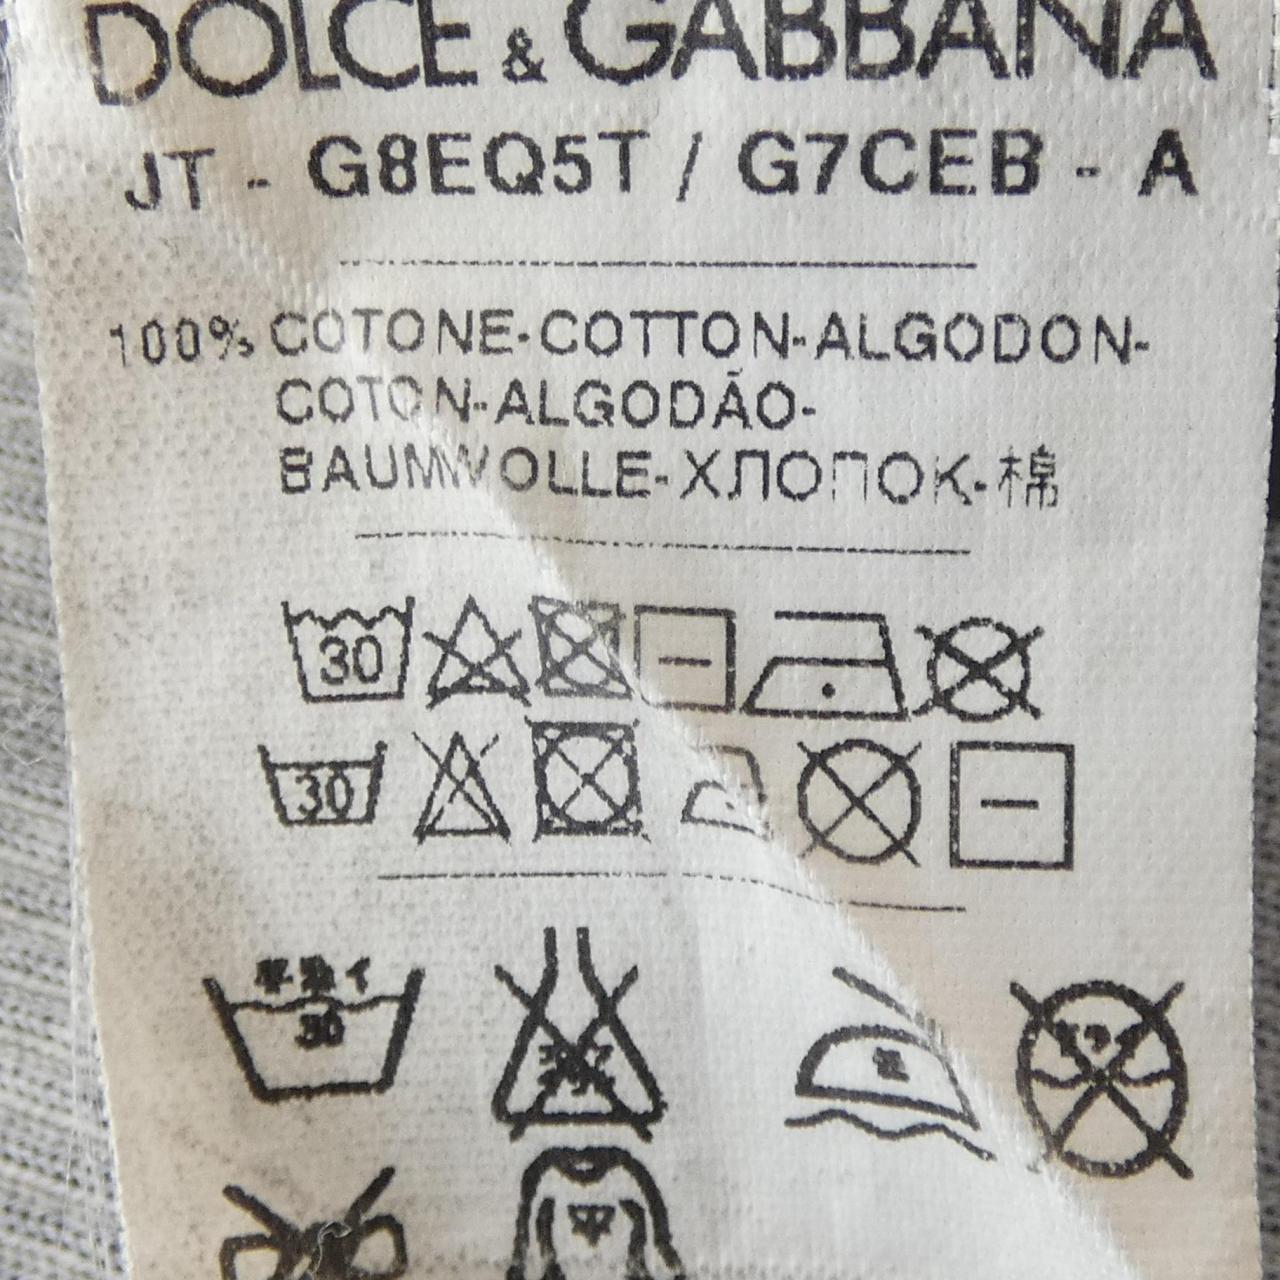 DOLCE & GABBANA
JT - G8EQ5T / G7CEB - A
100% COTONE-COTTON-ALGODON-
COTON-ALGODÃO-
BAUMWOLLE-ХЛОПОК-棉
30
30
30